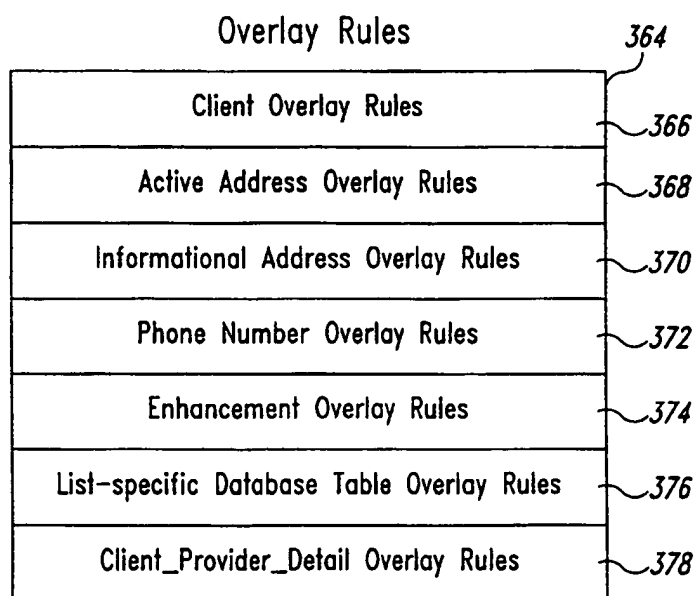 Overlay Rules
364
Client Overlay Rules
366
Active Address Overlay Rules
368
Informational Address Overlay Rules
370
Phone Number Overlay Rules
372
Enhancement Overlay Rules
374
List-specific Database Table Overlay Rules
376
Client_Provider_Detail Overlay Rules
378